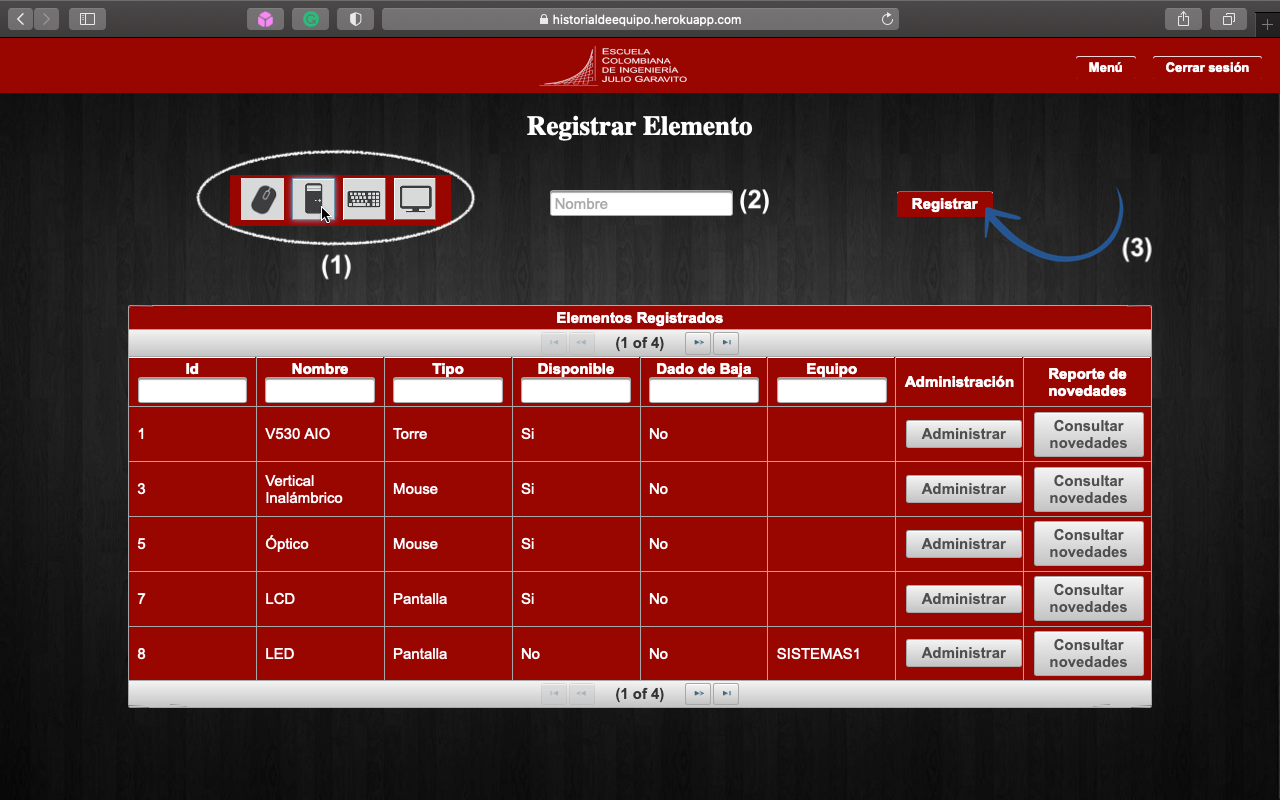 historialdeequipo.herokuapp.com
ESCUELA
COLOMBIANA
DE INGENIERÍA
JULIO GARAVITO
Menú
Cerrar sesión
Registrar Elemento
Nombre
(2)
Registrar
(3)
(1)
Elementos Registrados
(1 of 4)
Id Nombre Tipo Disponible Dado de Baja Equipo Administración Reporte de
novedades
1 V530 AIO Torre Si No Administrar Consultar
novedades
3 Vertical
Inalámbrico Mouse Si No Administrar Consultar
novedades
5 Óptico Mouse Si No Administrar Consultar
novedades
7 LCD Pantalla Si No Administrar Consultar
novedades
8 LED Pantalla No No SISTEMAS1 Administrar Consultar
novedades
(1 of 4)